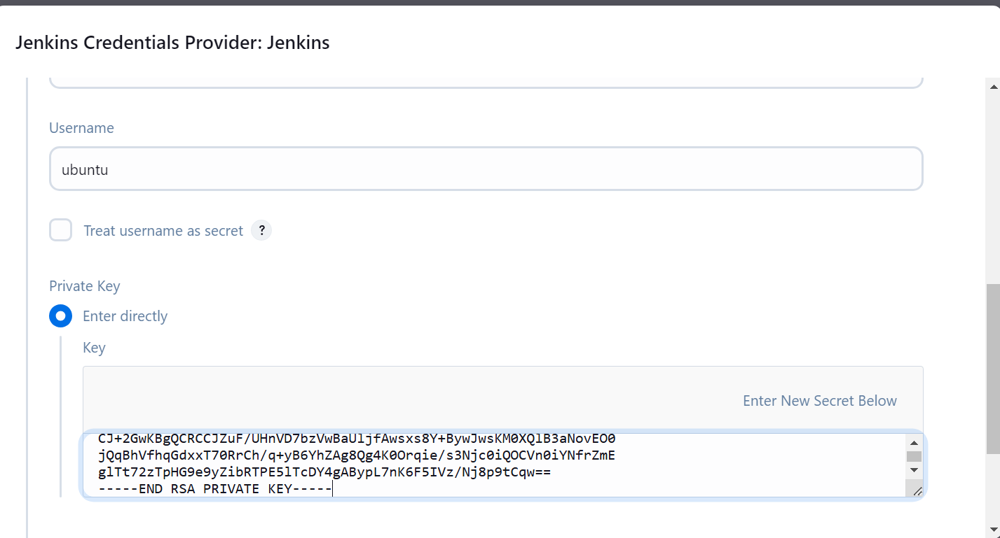 Jenkins Credentials Provider: Jenkins
Username
ubuntu
Treat username as secret ?
Private Key
Enter directly
Key
Enter New Secret Below
CJ+2GwKBgQCRCCJZuF/UHnVD7bzVwBaUljfAwsxs8Y+BywJwsKM0XQlB3aNovEO0
jQqBhVfhqGdxxT70RrCh/q+yB6YhZAg8Qg4K0Orqie/s3Njc0iQOCVn0iYNfrZmE
glTt72zTpHG9e9yZibRTPE5lTcDY4gABypL7nK6F5IVz/Nj8p9tCqw==
-----END RSA PRIVATE KEY-----